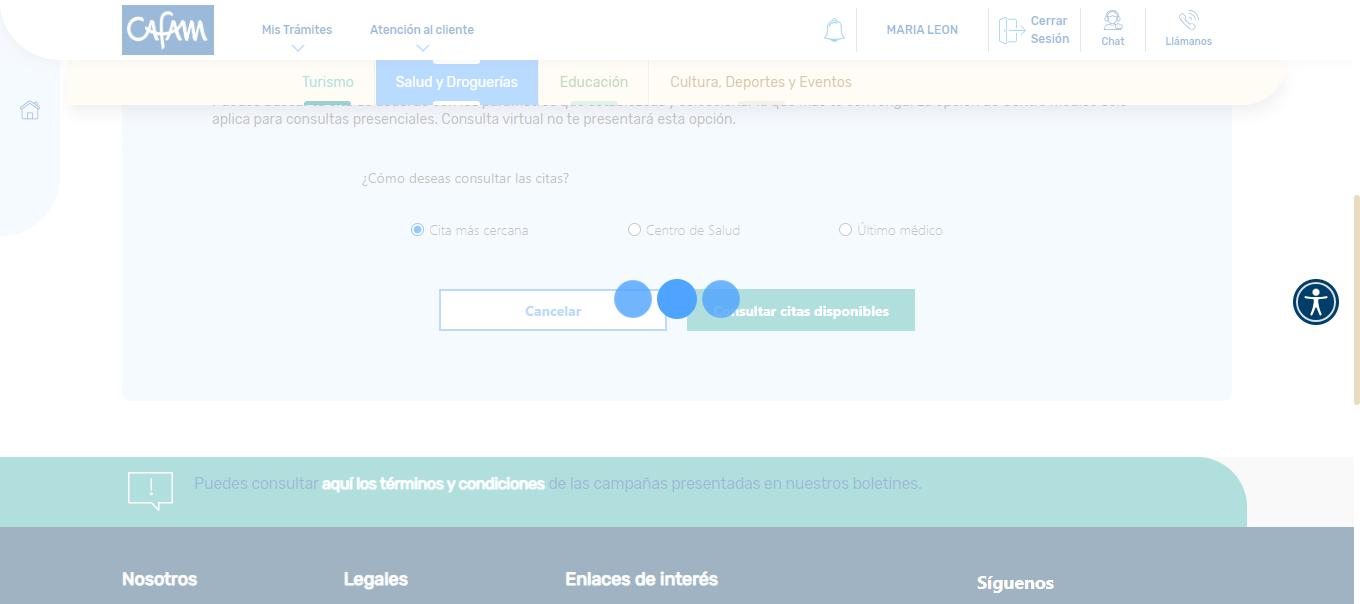 CAFAM
Mis Trámites
Atención al cliente
MARIA LEON
Cerrar
Sesión
Chat
Llámanos
Turismo
Salud y Droguerías
Educación
Cultura, Deportes y Eventos
aplica para consultas presenciales. Consulta virtual no te presentará esta opción.
¿Cómo deseas consultar las citas?
Cita más cercana
Centro de Salud
Último médico
Cancelar
Consultar citas disponibles
Puedes consultar aquí los términos y condiciones de las campañas presentadas en nuestros boletines.
Nosotros
Legales
Enlaces de interés
Síguenos